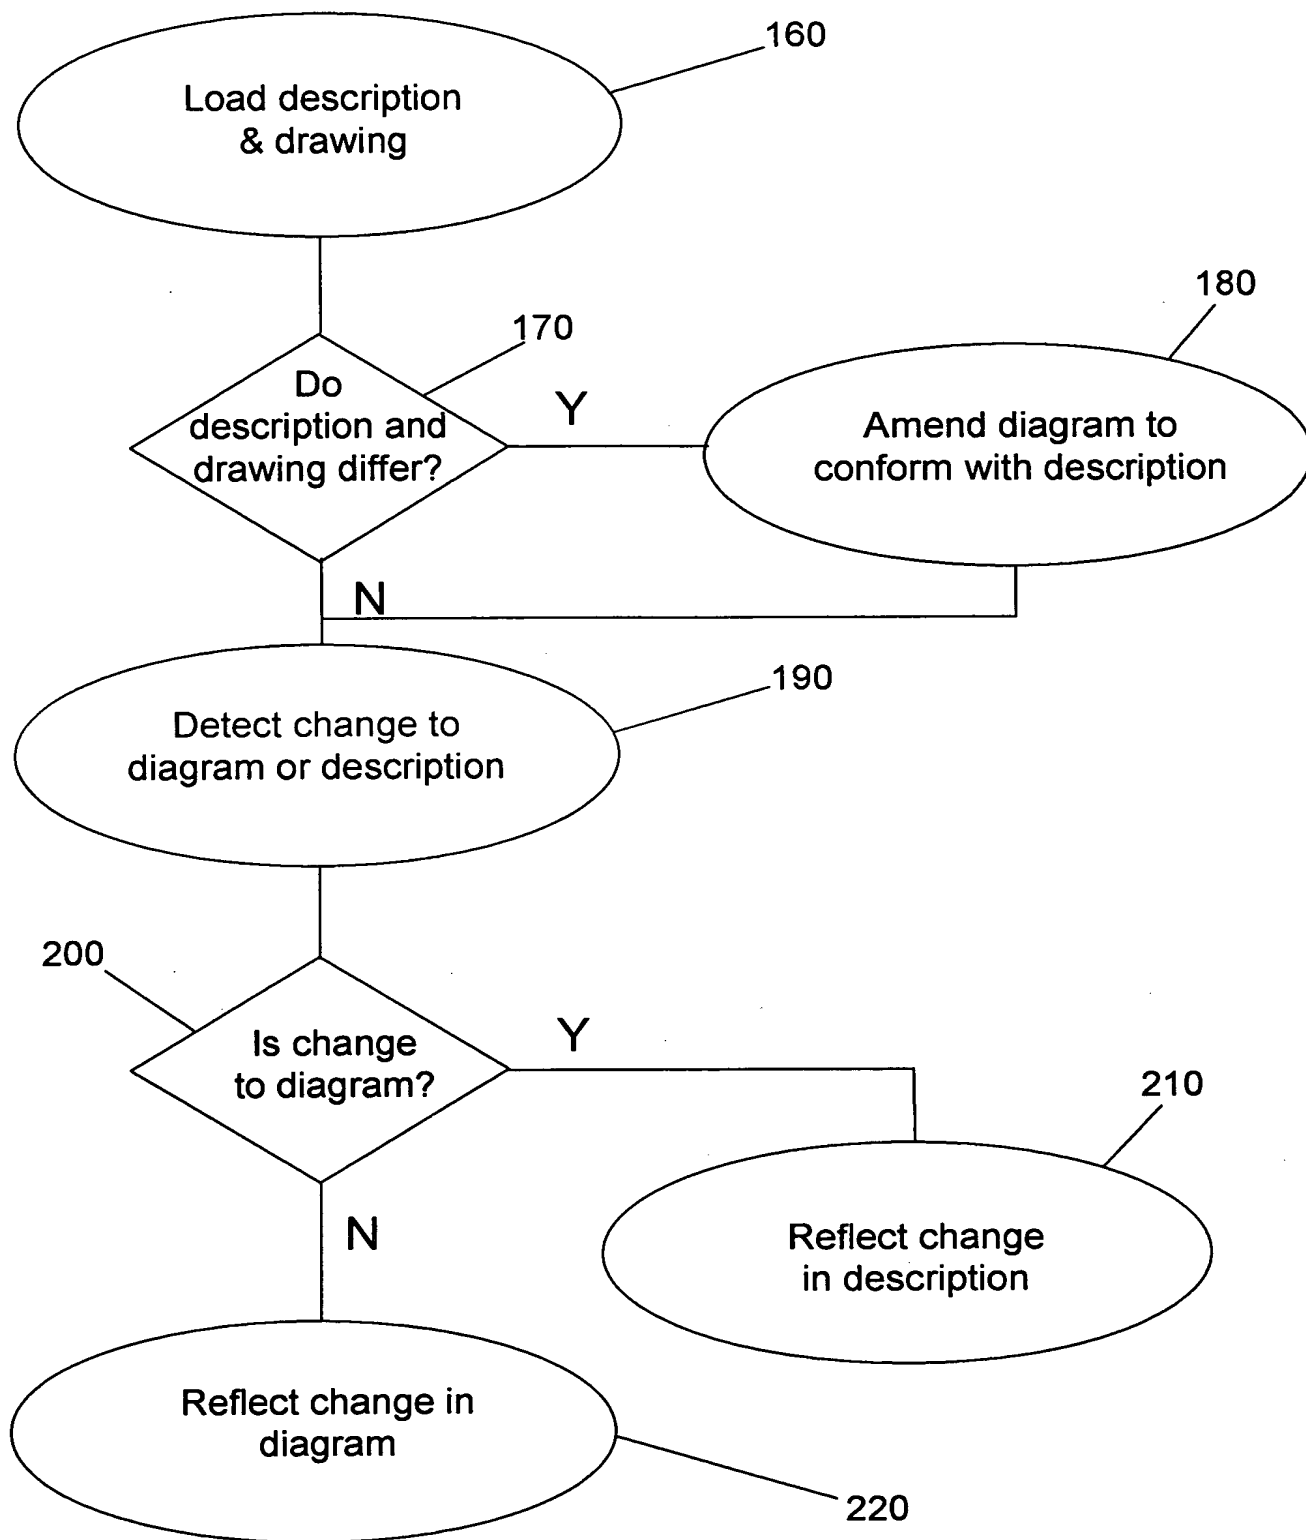 160
Load description
& drawing
180
170
Do
description and
drawing differ?
Y
Amend diagram to
conform with description
N
190
Detect change to
diagram or description
200
Is change
to diagram?
Y
210
N
Reflect change
in description
Reflect change in
diagram
220